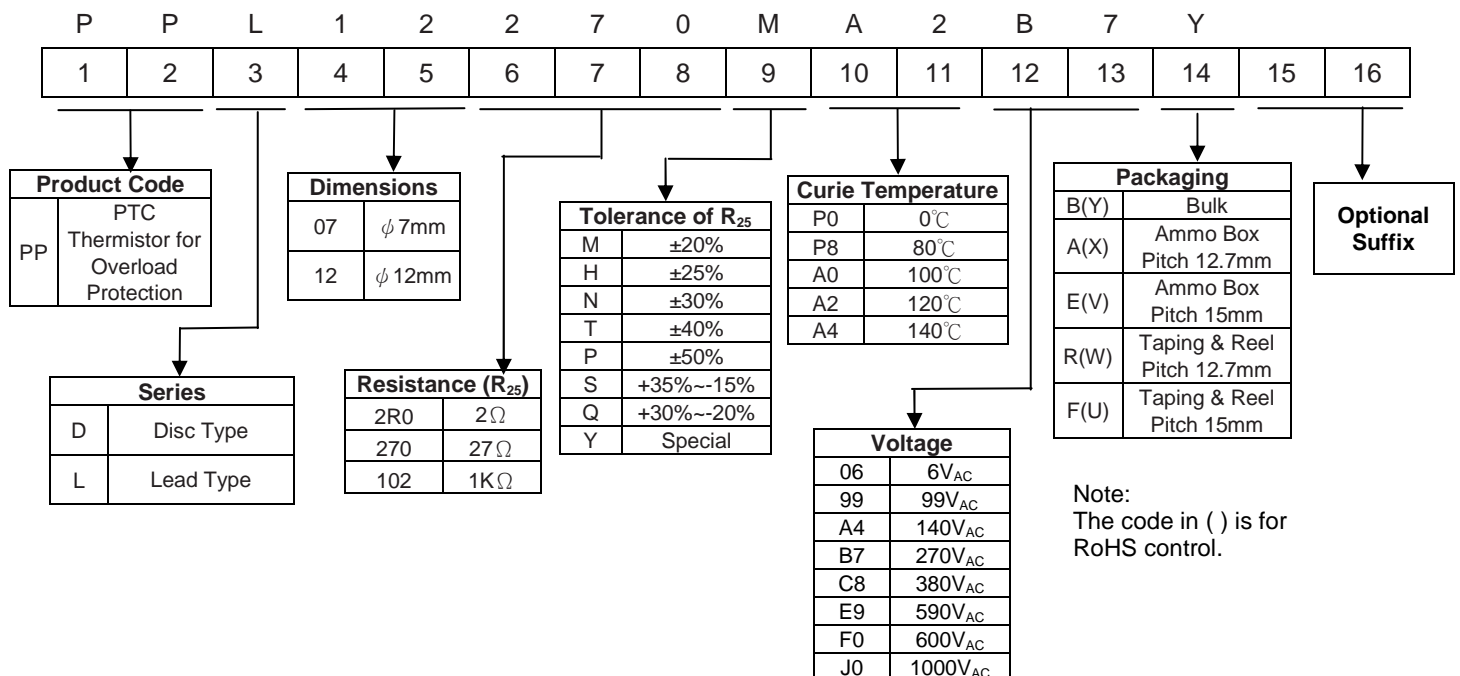 P P L 1 2 2 7 0 M A 2 B 7 Y
1 2 3 4 5 6 7 8 9 10 11 12 13 14 15 16
Product Code
PP PTC
Thermistor for
Overload
Protection
Series
D Disc Type
L Lead Type
Dimensions
07 φ 7mm
12 φ 12mm
Resistance (R25)
2R0 2Ω
270 27Ω
102 1KΩ
Tolerance of R25
M ±20%
H ±25%
N ±30%
T ±40%
P ±50%
S +35%~-15%
Q +30%~-20%
Y Special
Curie Temperature
P0 0℃
P8 80℃
A0 100℃
A2 120℃
A4 140℃
Voltage
06 6VAC
99 99VAC
A4 140VAC
B7 270VAC
C8 380VAC
E9 590VAC
F0 600VAC
J0 1000VAC
Packaging
B(Y) Bulk
A(X) Ammo Box
Pitch 12.7mm
E(V) Ammo Box
Pitch 15mm
R(W) Taping & Reel
Pitch 12.7mm
F(U) Taping & Reel
Pitch 15mm
Optional
Suffix
Note:
The code in ( ) is for
RoHS control.